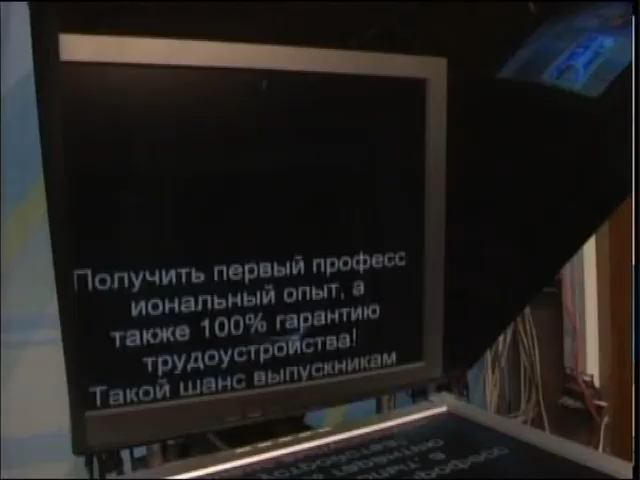 Получить первый професс
иональный опыт, а
также 100% гарантию
трудоустройства!
Такой шанс выпускникам